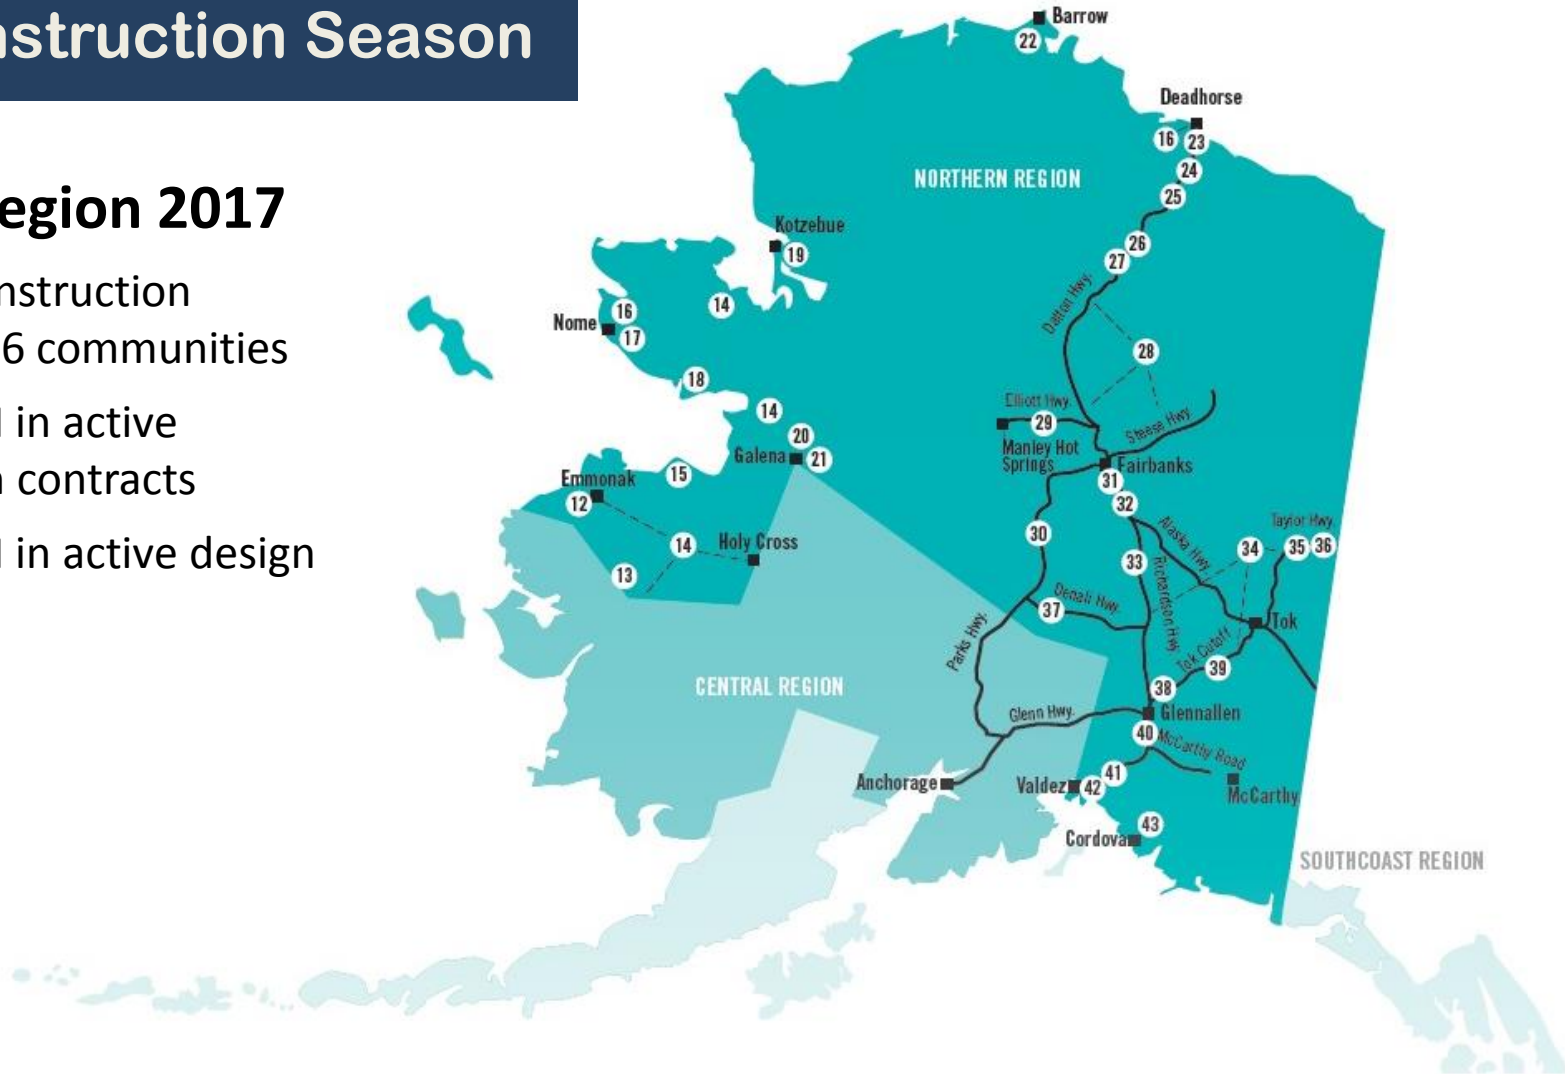 nstruction Season
egion 2017
nstruction
6 communities
in active
contracts
in active design
Barrow
22
Deadhorse
16 23
24
25
NORTHERN REGION
Kotzebue
19
26
27
Dalton Hwy.
14
16
Nome
17
28
18
Elliott Hwy.
29
Steese Hwy
14
20
Galena
21
Manley Hot
Springs
Fairbanks
15
31
Emmonak
12
32
30
Alaska Hwy.
Taylor Hwy.
34
35 36
14
Holy Cross
33
Richardson Hwy.
13
37
Denali Hwy.
Tok
Parks Hwy.
Tok Cutoff
39
CENTRAL REGION
38
Glenn Hwy.
Glennallen
40
McCarthy Road
41
Anchorage
Valdez
42
McCarthy
43
Cordova
SOUTHCOAST REGION